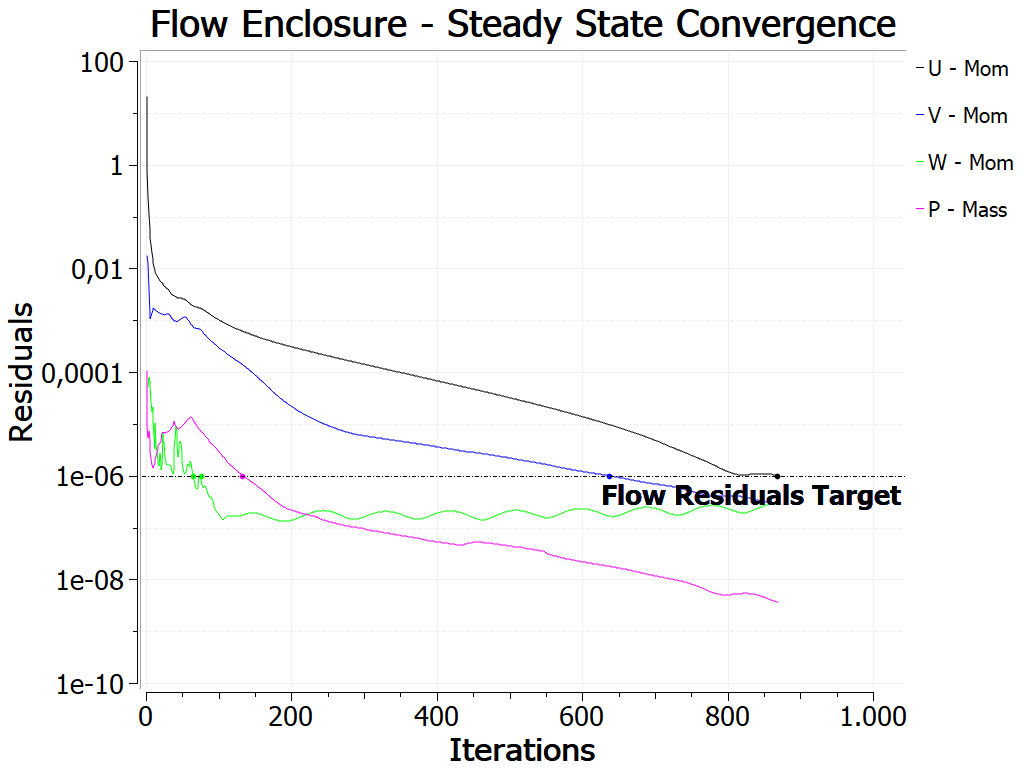 Flow Enclosure - Steady State Convergence
100
1
0,01
0,0001
1e-06
1e-08
1e-10
Residuals
U - Mom
V - Mom
W - Mom
P - Mass
Flow Residuals Target
0
200
400
600
800
1.000
Iterations